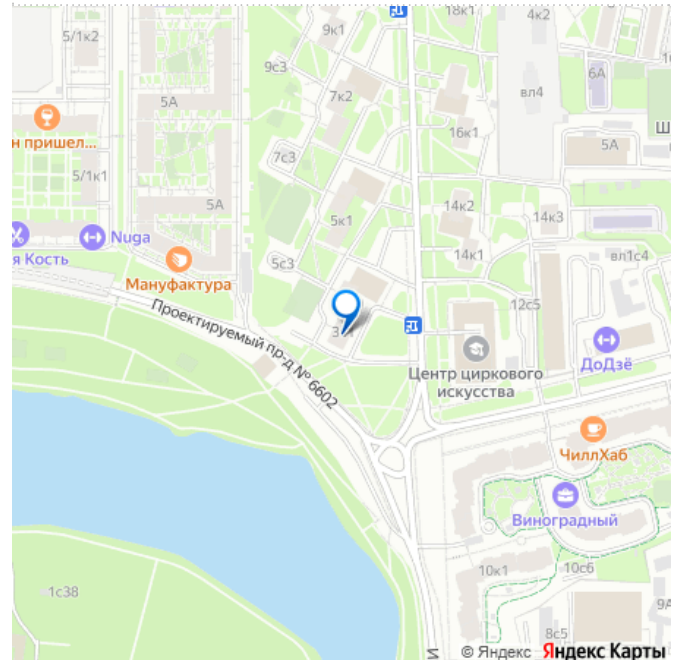 18к1
4к2
5/1к2
9к1
9с3
6А
7к2
вл4
5А
н пришел...
16к1
Ш
5А
7с3
5/1к1
5А
14к2
14к3
5к1
Nuga
я Кость
14к1
вл1с4
5с3
Мануфактура
12с5
Проектируемый пр-д № 6602
ДоДзё
Центр циркового
искусства
ЧиллХаб
Виноградный
10к1
10с6
1с38
9А
8с5
И
© Яндекс Яндекс Карты